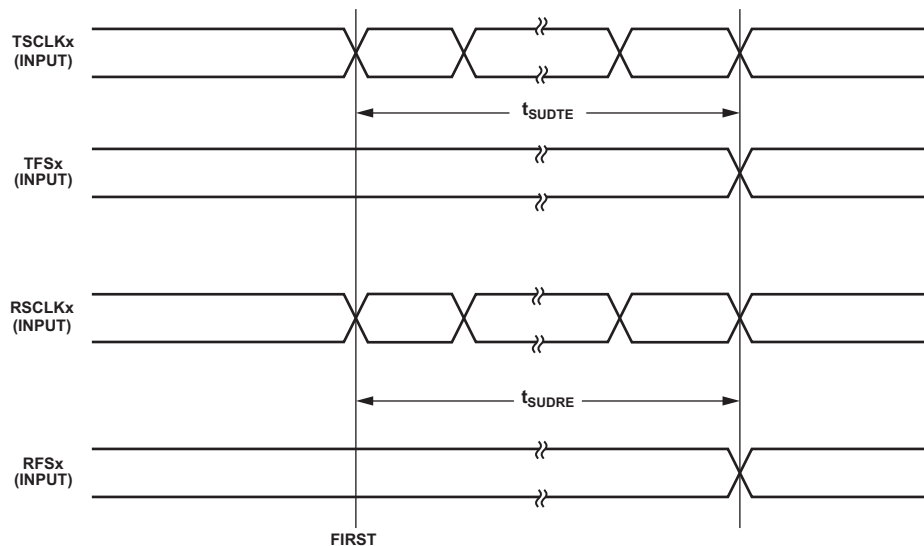 TSCLKx
(INPUT)
tSUDTE
TFSx
(INPUT)
RSCLKx
(INPUT)
tSUDRE
RFSx
(INPUT)
FIRST